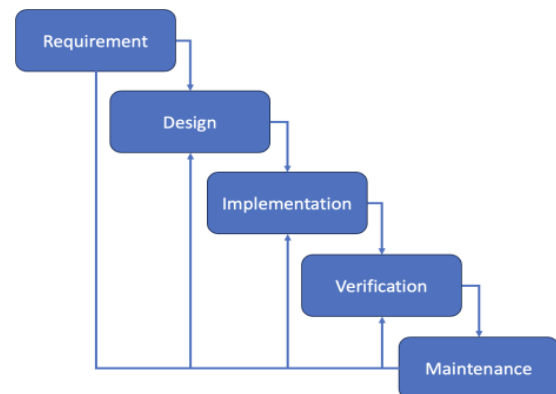 Requirement
Design
Implementation
Verification
Maintenance